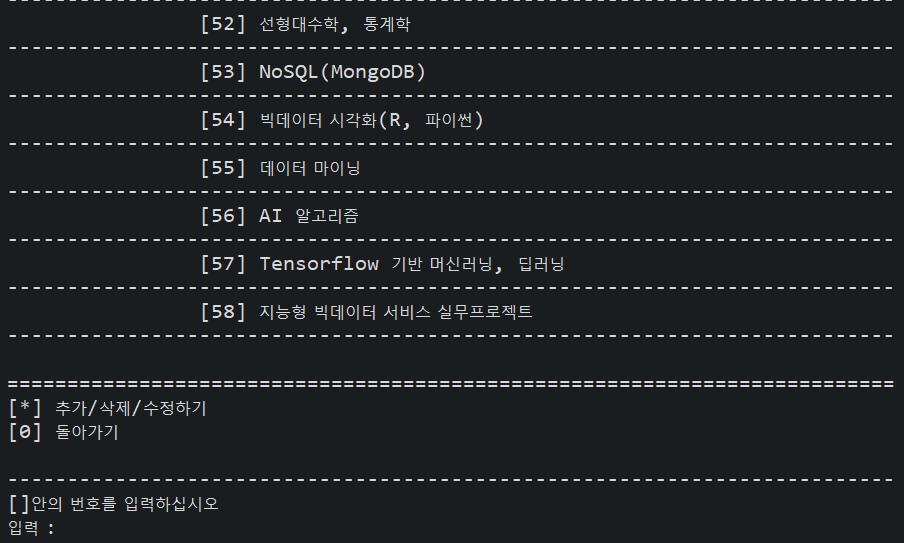 --------------------------------------------------------------------------
[52] 선형대수학, 통계학
--------------------------------------------------------------------------
[53] NoSQL(MongoDB)
--------------------------------------------------------------------------
[54] 빅데이터 시각화(R, 파이썬)
--------------------------------------------------------------------------
[55] 데이터 마이닝
--------------------------------------------------------------------------
[56] AI 알고리즘
--------------------------------------------------------------------------
[57] Tensorflow 기반 머신러닝, 딥러닝
--------------------------------------------------------------------------
[58] 지능형 빅데이터 서비스 실무프로젝트
--------------------------------------------------------------------------
==========================================================================
[*] 추가/삭제/수정하기
[0] 돌아가기
--------------------------------------------------------------------------
[]안의 번호를 입력하십시오
입력 :